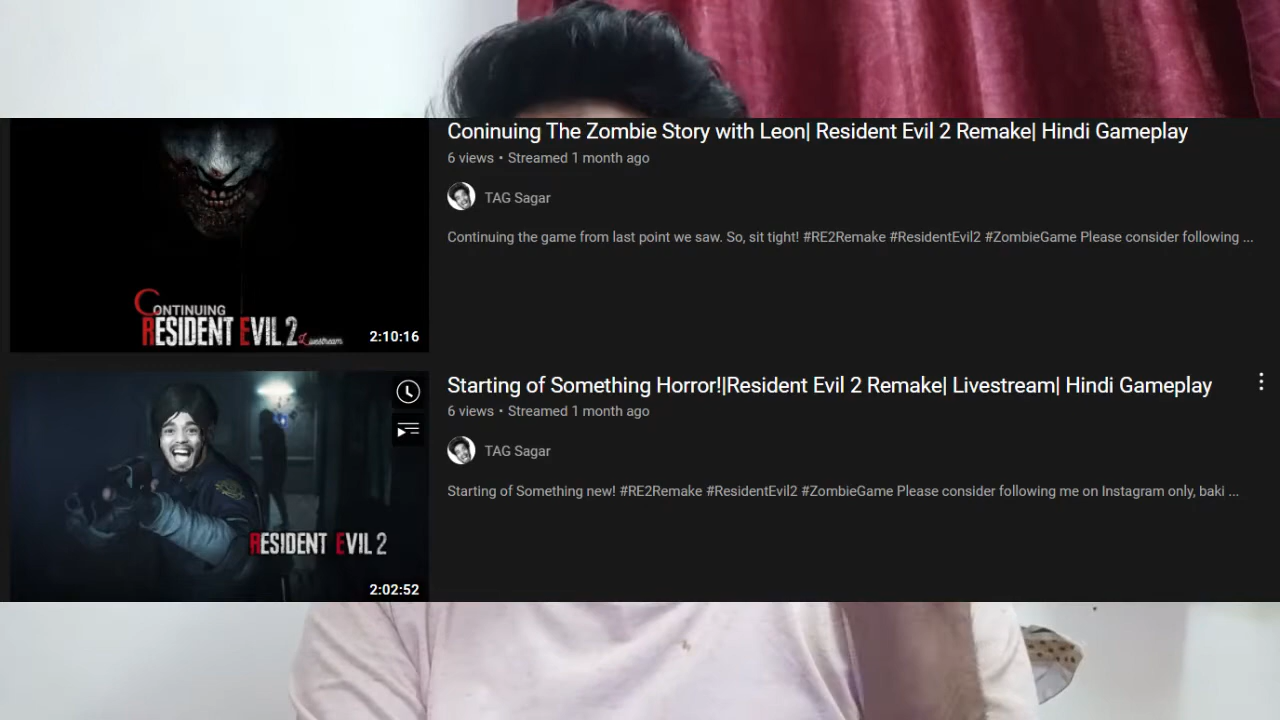 Coninuing The Zombie Story with Leon| Resident Evil 2 Remake| Hindi Gameplay
6 views • Streamed 1 month ago
TAG Sagar
Continuing the game from last point we saw. So, sit tight! #RE2Remake #ResidentEvil2 #ZombieGame Please consider following ...
CONTINUING
RESIDENT EVIL 2
Livestream
2:10:16
Starting of Something Horror!|Resident Evil 2 Remake| Livestream| Hindi Gameplay
6 views • Streamed 1 month ago
TAG Sagar
Starting of Something new! #RE2Remake #ResidentEvil2 #ZombieGame Please consider following me on Instagram only, baki ...
RESIDENT EVIL 2
2:02:52